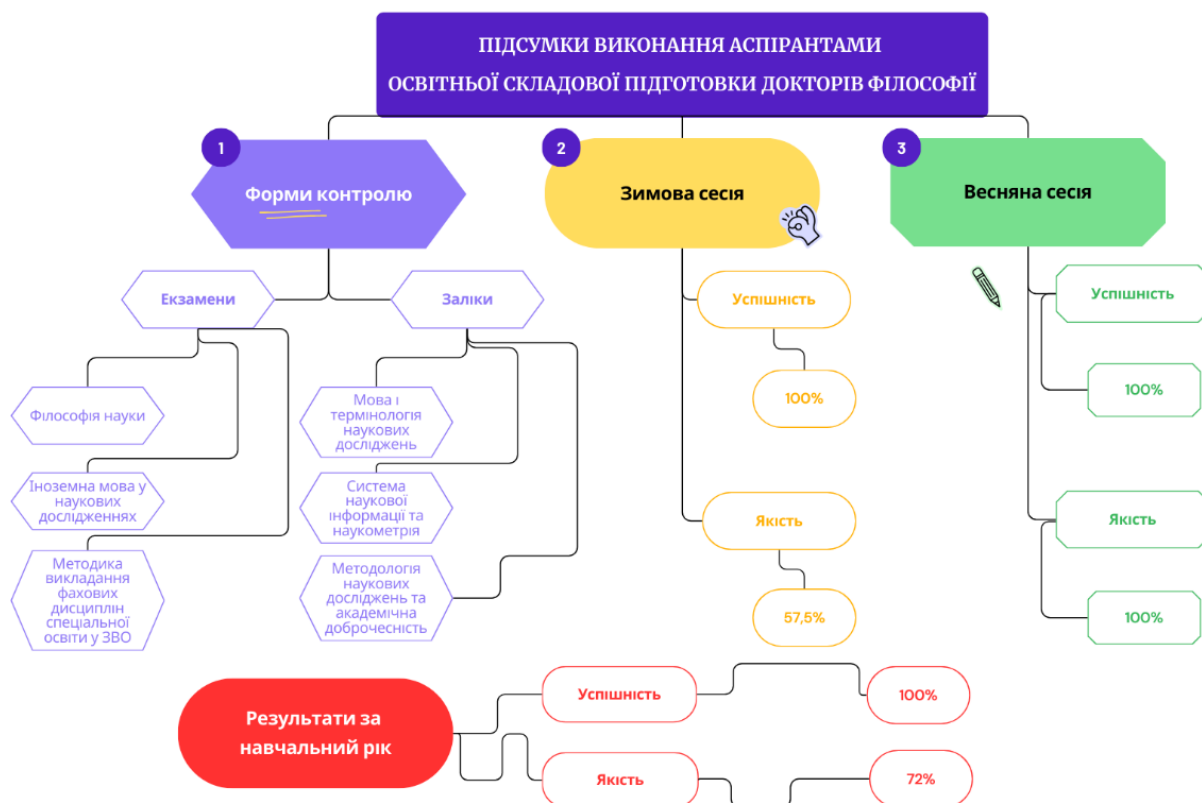 ПІДСУМКИ ВИКОНАННЯ АСПІРАНТАМИ
ОСВІТНЬОЇ СКЛАДОВОЇ ПІДГОТОВКИ ДОКТОРІВ ФІЛОСОФІЇ
1
Форми контролю
2
Зимова сесія
3
Весняна сесія
Екзамени
Заліки
Філософія науки
Іноземна мова у
наукових
дослідженнях
Методика
викладання
фахових
дисциплін
спеціальної
освіти у ЗВО
Мова і
термінологія
наукових
досліджень
Система
наукової
інформації та
наукометрія
Методологія
наукових
досліджень та
академічна
доброчесність
Успішність
100%
Якість
57,5%
Успішність
100%
Якість
100%
Результати за
навчальний рік
Успішність
100%
Якість
72%